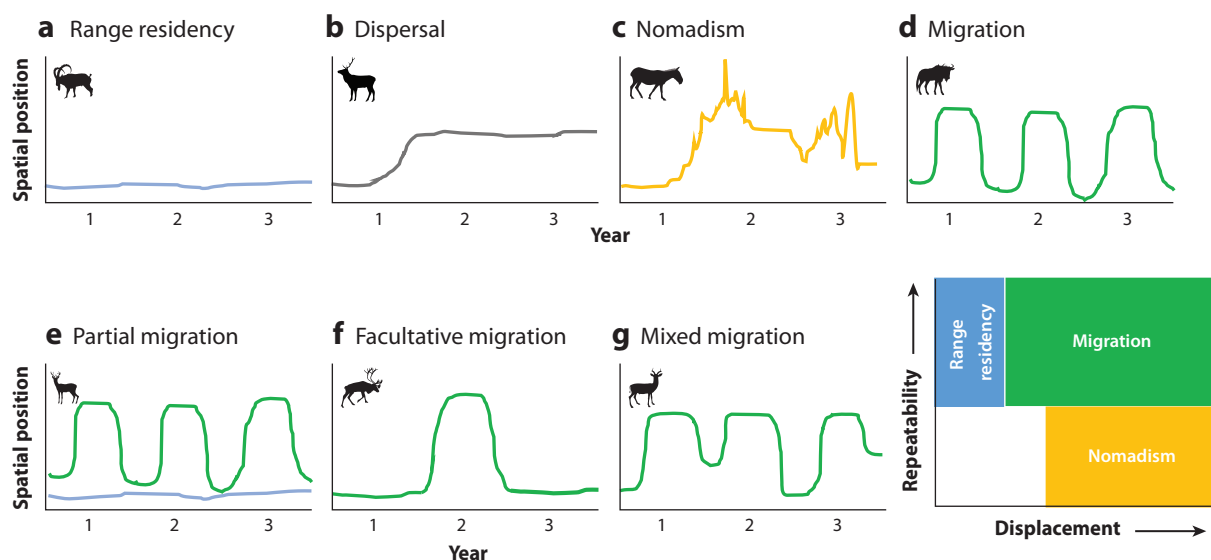 a Range residency
b Dispersal
c Nomadism
d Migration
Spatial position
1 2 3
1 2 3
1 2 3
1 2 3
Year
e Partial migration
f Facultative migration
g Mixed migration
Spatial position
1 2 3
1 2 3
1 2 3
Year
Repeatability
Range
residency
Migration
Nomadism
Displacement